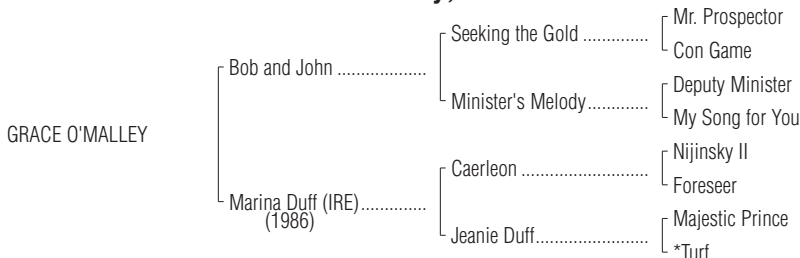 Mr. Prospector
Seeking the Gold ..............
Con Game
Bob and John ...................
Deputy Minister
Minister's Melody.............
My Song for You
GRACE O'MALLEY
Nijinsky II
Caerleon .......................
Foreseer
Marina Duff (IRE)..............
(1986)
Majestic Prince
Jeanie Duff........................
*Turf